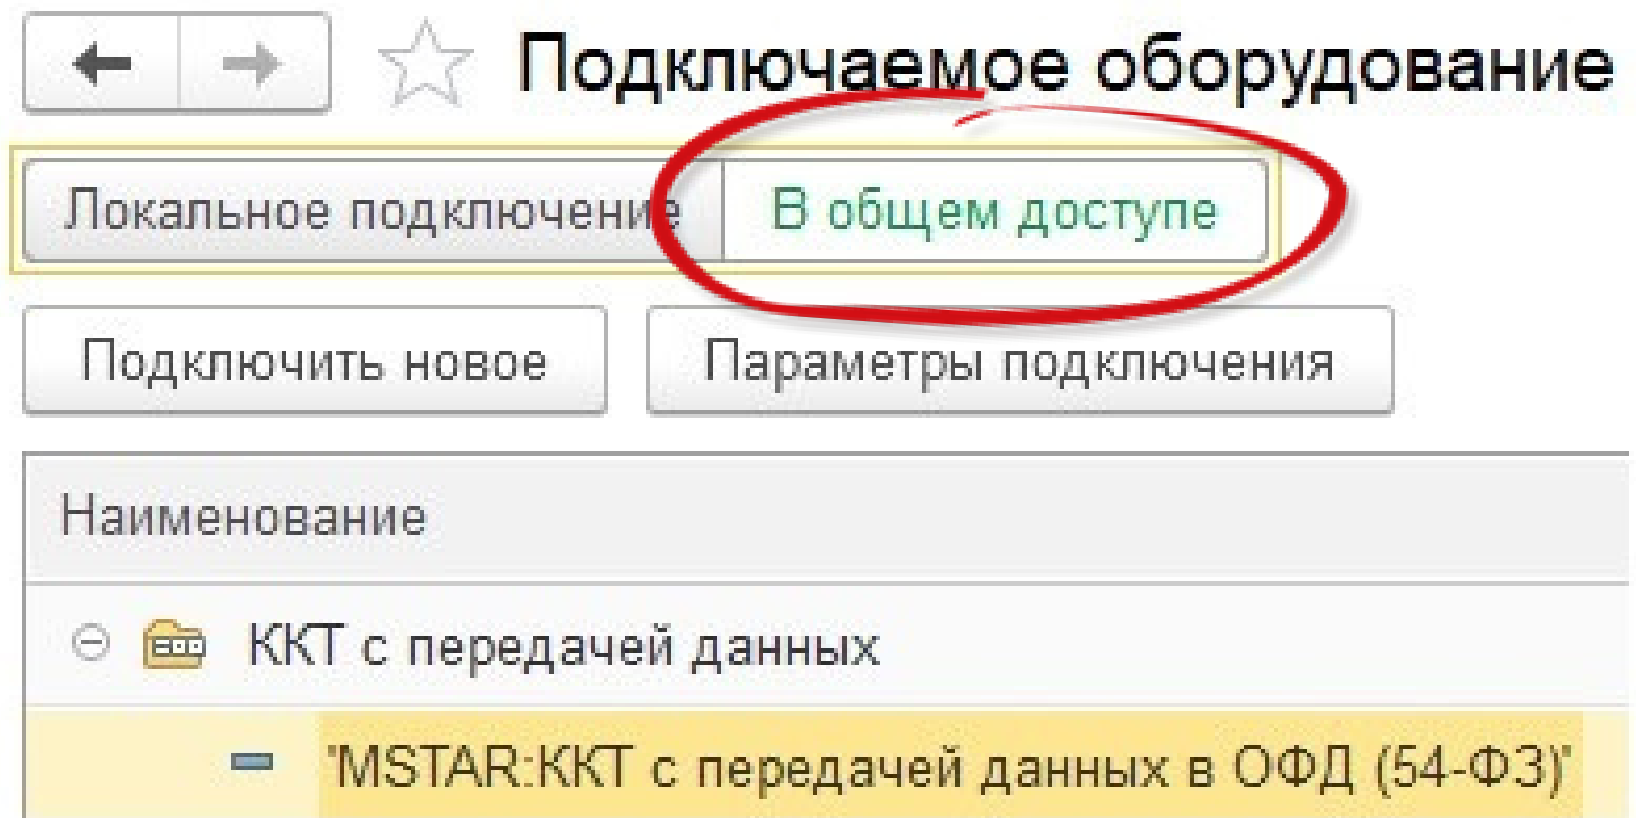 Подключаемое оборудование
Локальное подключение В общем доступе
Подключить новое Параметры подключения
Наименование
ККТ с передачей данных
'MSTAR:ККТ с передачей данных в ОФД (54-ФЗ)'